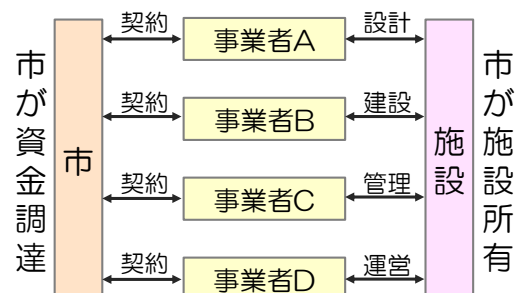 市が資金調達
市
契約
事業者A
設計
契約
事業者B
建設
契約
事業者C
管理
契約
事業者D
運営
施設
市が施設所有